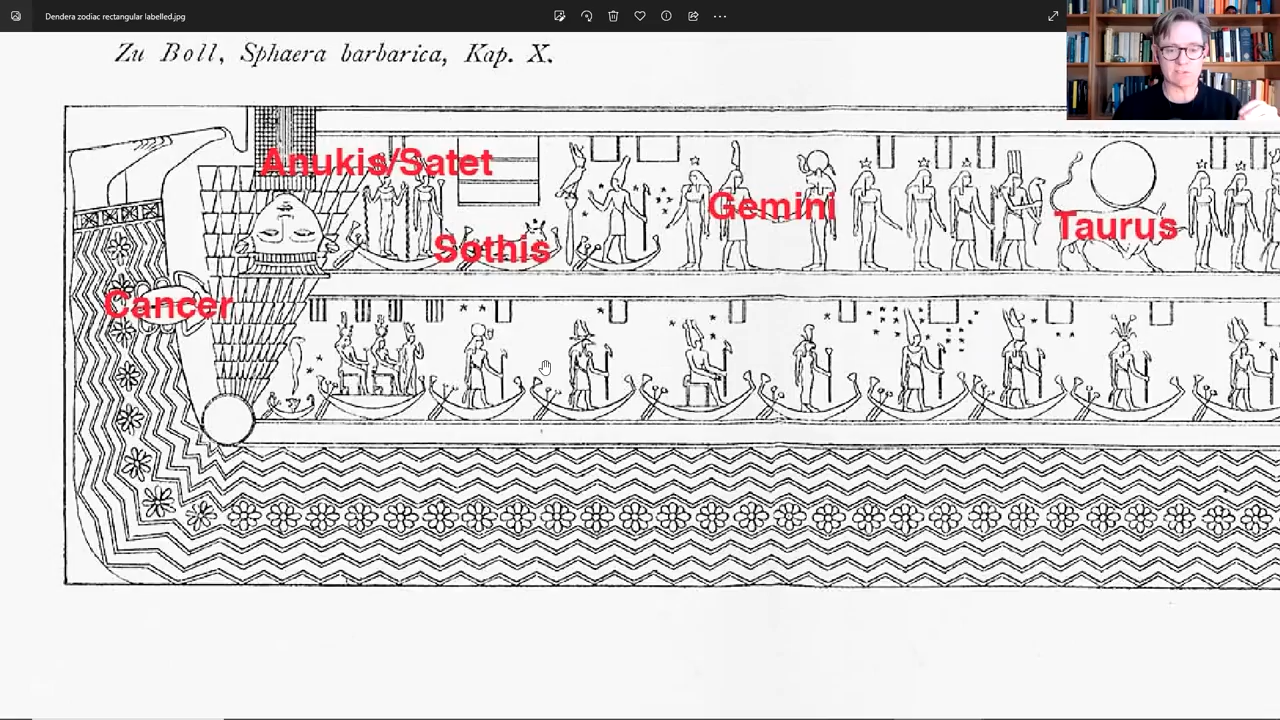 Dendera zodiac rectangular labelled.jpg
Zu Boll, Sphaera barbarica, Kap. X.
Anukis/Satet
Gemini
Taurus
Sothis
Cancer